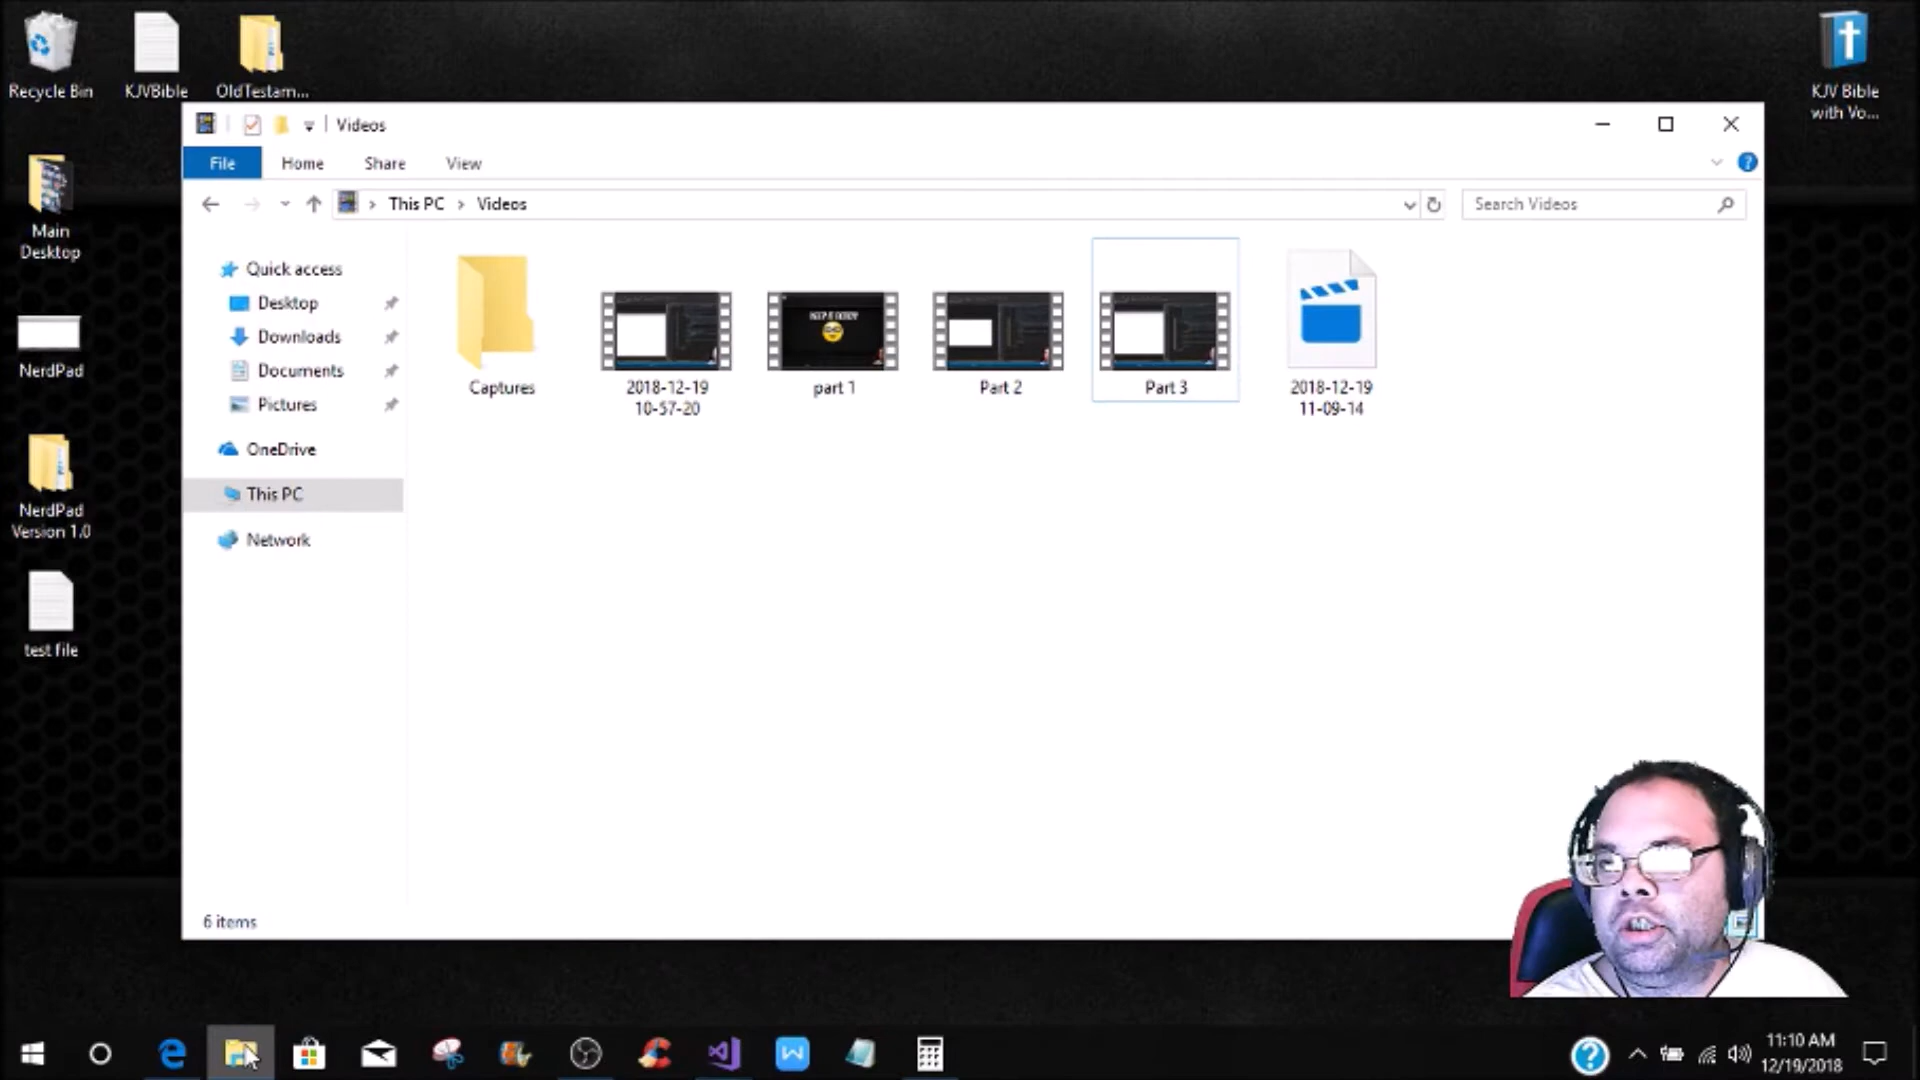 Recycle Bin
KJVBible
OldTestam...
KJV Bible
with Vo...
Main
Desktop
NerdPad
NerdPad
Version 1.0
test file
Videos
File
Home
Share
View
This PC
Videos
Search Videos
Quick access
Desktop
Downloads
Documents
Pictures
OneDrive
This PC
Network
Captures
2018-12-19
10-57-20
part 1
Part 2
Part 3
2018-12-19
11-09-14
6 items
11:10 AM
12/19/2018